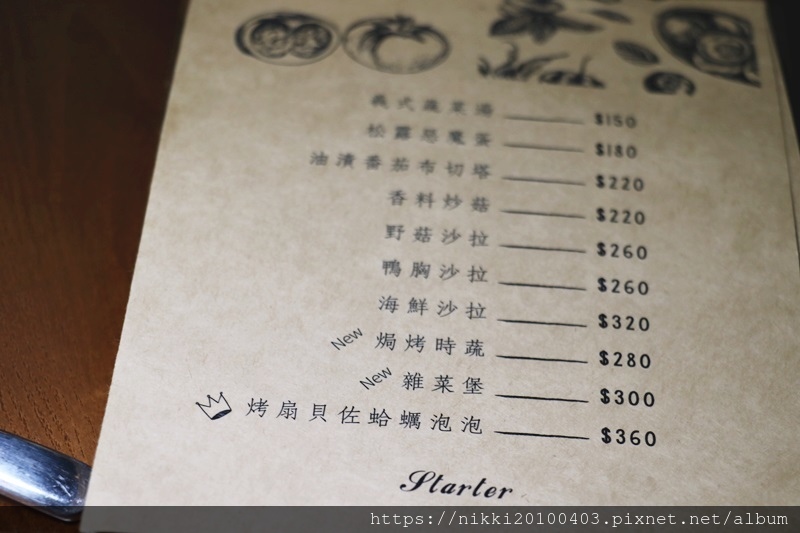 義式蔬菜湯 $150
松露惡魔蛋 $180
油漬番茄布切塔 $220
香料炒菇 $220
野菇沙拉 $260
鴨胸沙拉 $260
海鮮沙拉 $320
New 焗烤時蔬 $280
New 雜菜堡 $300
烤扇貝佐蛤蠣泡泡 $360
Starter
https://nikki20100403.pixnet.net/album